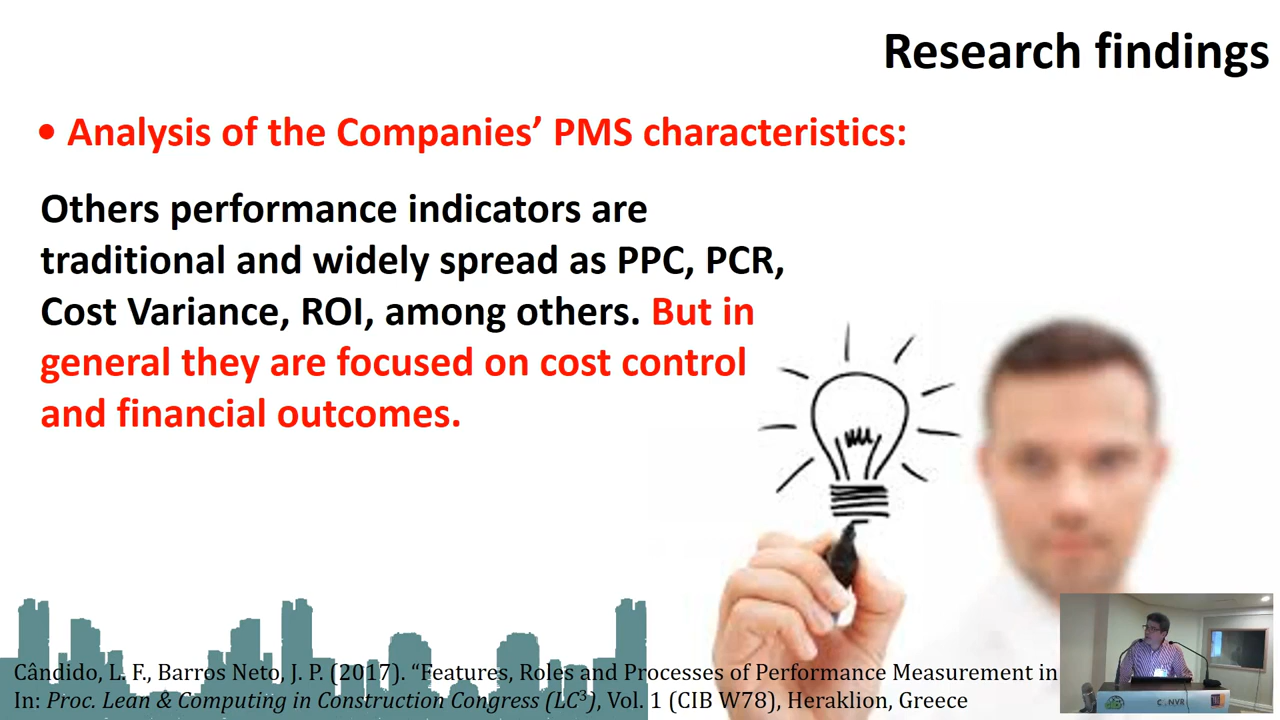 Research findings
• Analysis of the Companies’ PMS characteristics:
Others performance indicators are
traditional and widely spread as PPC, PCR,
Cost Variance, ROI, among others. But in
general they are focused on cost control
and financial outcomes.
Cândido, L. F., Barros Neto, J. P. (2017). “Features, Roles and Processes of Performance Measurement in
In: Proc. Lean & Computing in Construction Congress (LC³), Vol. 1 (CIB W78), Heraklion, Greece